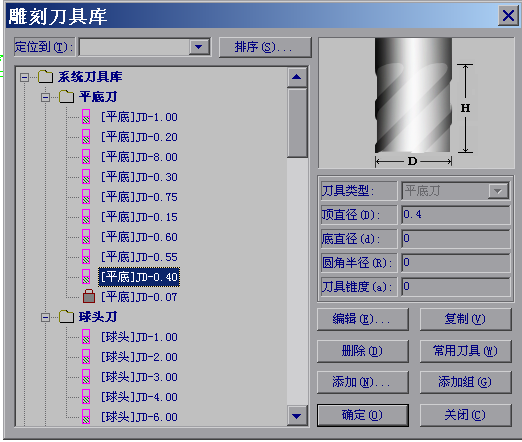 雕刻刀具库
定位到(T):
排序(S)...
系统刀具库
平底刀
[平底]JD-1.00
[平底]JD-0.20
[平底]JD-8.00
[平底]JD-0.30
[平底]JD-0.75
[平底]JD-0.15
[平底]JD-0.60
[平底]JD-0.55
[平底]JD-0.40
[平底]JD-0.07
球头刀
[球头]JD-1.00
[球头]JD-2.00
[球头]JD-3.00
[球头]JD-4.00
[球头]JD-6.00
H
D
刀具类型: 平底刀
顶直径(D): 0.4
底直径(d): 0
圆角半径(R): 0
刀具锥度(a): 0
编辑(E)... 复制(V)
删除(D) 常用刀具(W)
添加(N)... 添加组(G)
确定(O) 关闭(C)